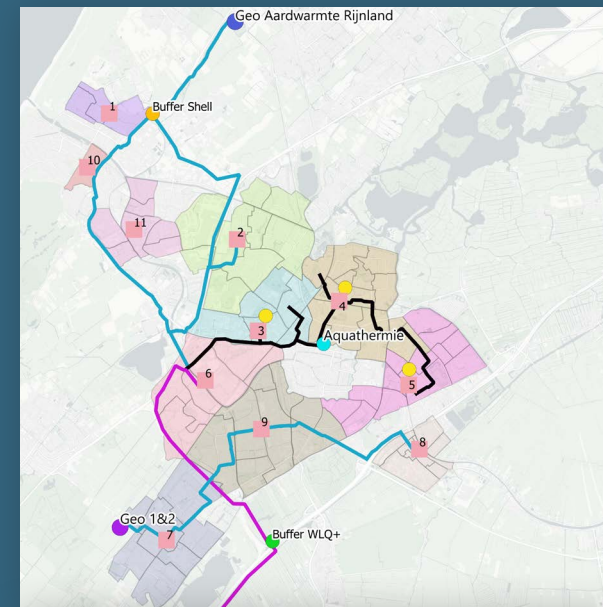 Geo Aardwarmte Rijnland
1
Buffer Shell
10
11
2
4
3
Aquathermie
6
5
9
8
Geo 1&2
7
Buffer WLQ+